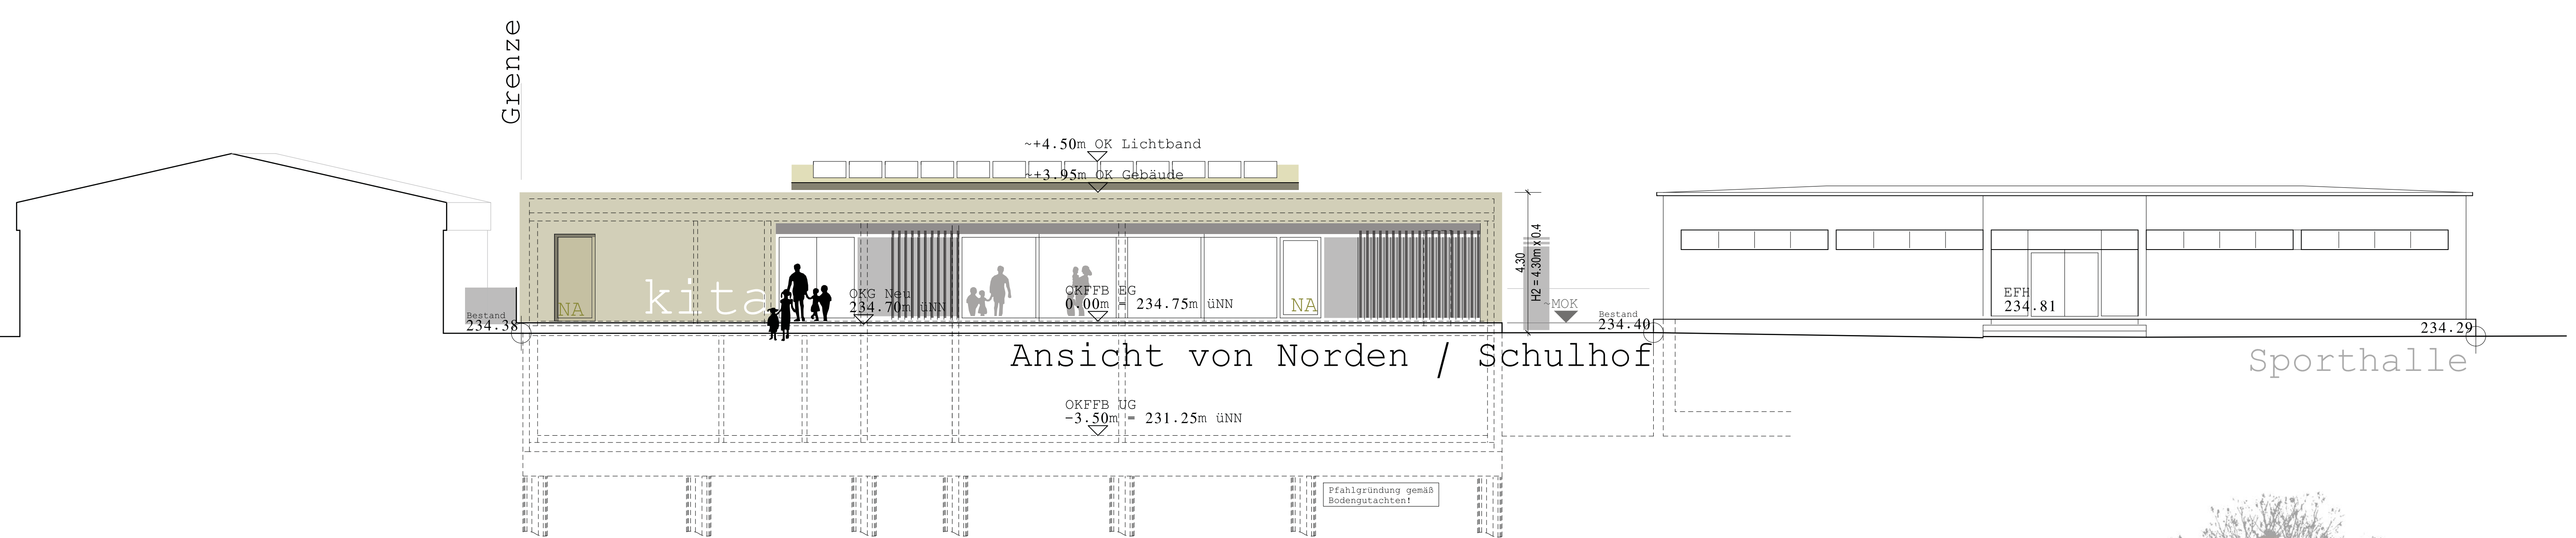 Grenze
~+4.50m OK Lichtband
~+3.95m OK Gebäude
4.30
H2 = 4.30m x 0.4
kita
NA
NA
OKG Neu
234.70m üNN
OKFFB EG
0.00m = 234.75m üNN
~MOK
Bestand
234.38
Bestand
234.40
EFH
234.81
234.29
Ansicht von Norden / Schulhof
Sporthalle
OKFFB UG
-3.50m = 231.25m üNN
Pfahlgründung gemäß
Bodengutachten!